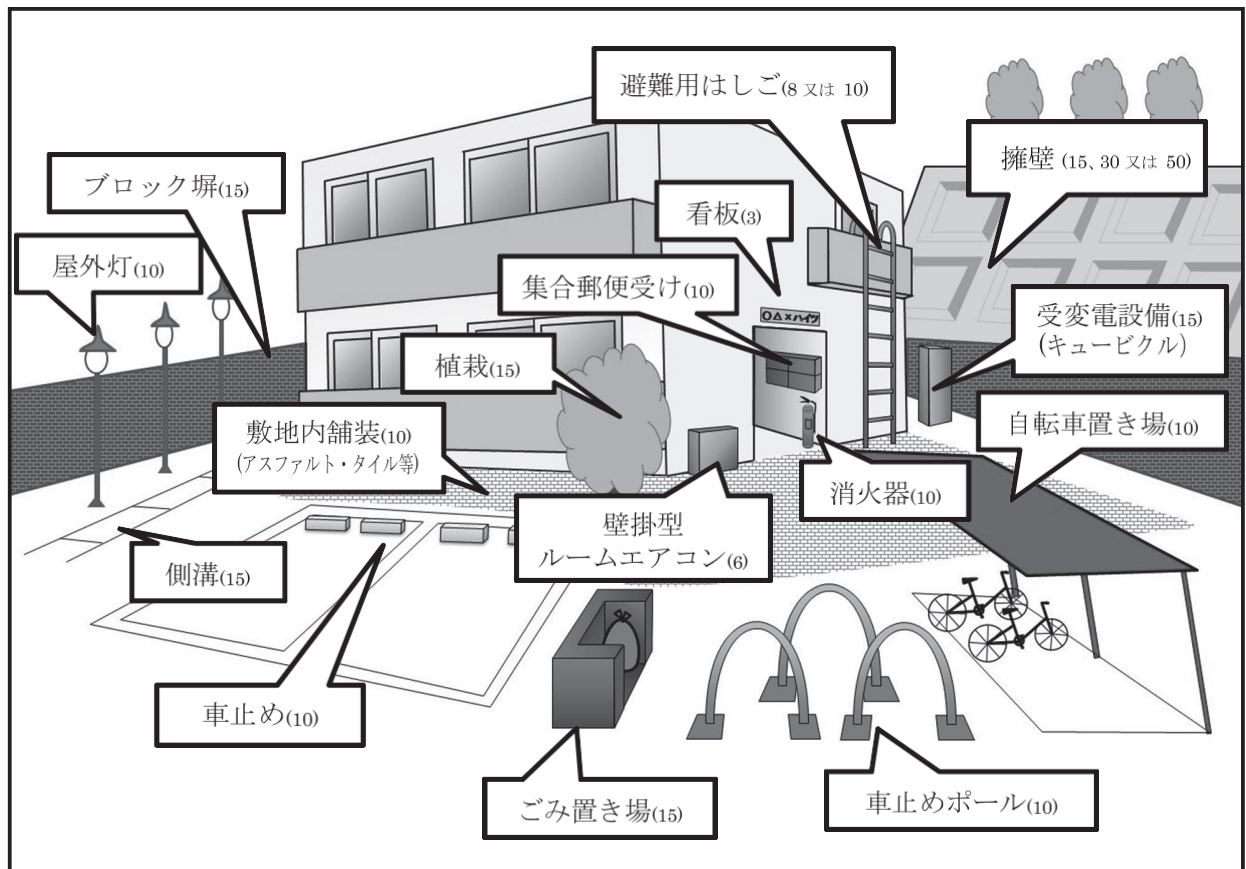 避難用はしご(8 又は 10)
擁壁 (15、30 又は 50)
ブロック塀(15)
看板(3)
屋外灯(10)
集合郵便受け(10)
○△×ハイツ
受変電設備(15)
(キュービクル)
植栽(15)
敷地内舗装(10)
(アスファルト・タイル等)
自転車置き場(10)
消火器(10)
壁掛型
ルームエアコン(6)
側溝(15)
車止め(10)
ごみ置き場(15)
車止めポール(10)